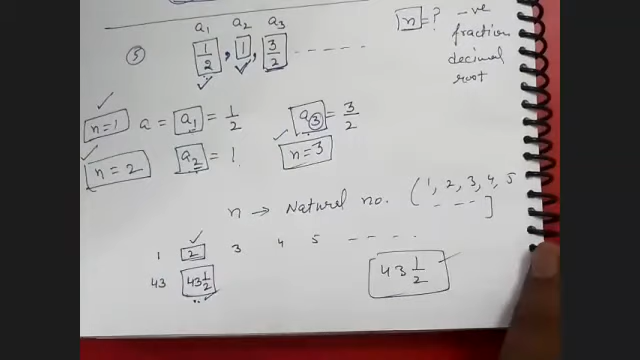 a₁ a₂ a₃
⑤ 1/2 , 1 , 3/2 ------
n = ?
-ve
fraction
decimal
root
n=1 a = a₁ = 1/2 a₃ = 3/2
n = 2 a₂ = 1. n=3
n → Natural no. (1, 2, 3, 4, 5 ---]
1 2 3 4 5 -----
43 43 1/2 43 1/2